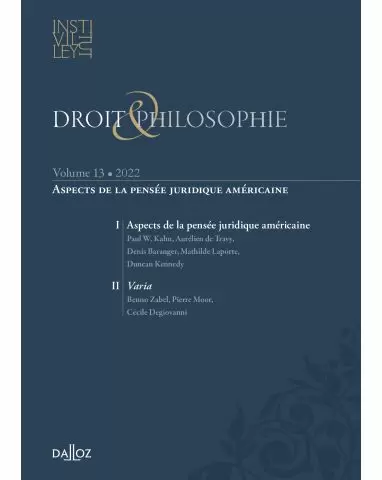 INSTI
VIL
LEY
TUT
DROIT & PHILOSOPHIE
Volume 13 • 2022
ASPECTS DE LA PENSÉE JURIDIQUE AMÉRICAINE
I Aspects de la pensée juridique américaine
Paul W. Kahn, Aurélien de Travy,
Denis Baranger, Mathilde Laporte,
Duncan Kennedy
II Varia
Benno Zabel, Pierre Moor,
Cécile Degiovanni
DALLOZ